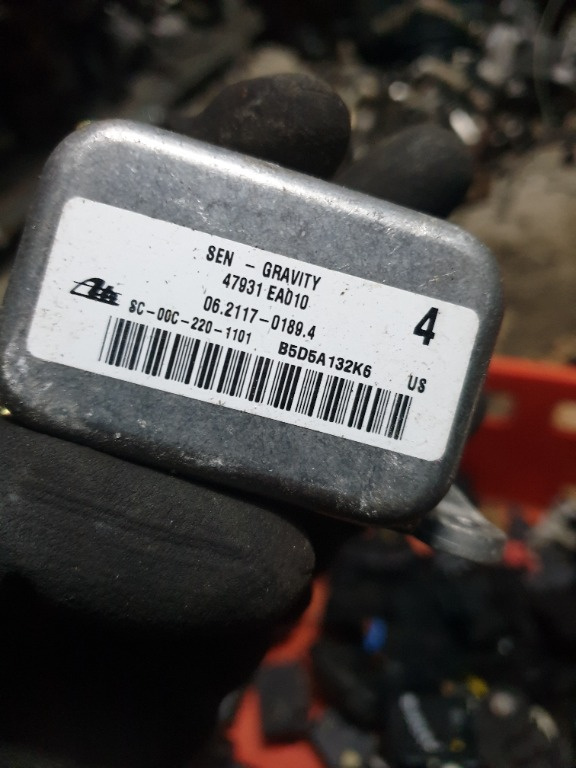 SEN - GRAVITY
47931 EA010
Ate
06.2117-0189.4
4
SC-00C-220-1101
B5D5A132K6
US